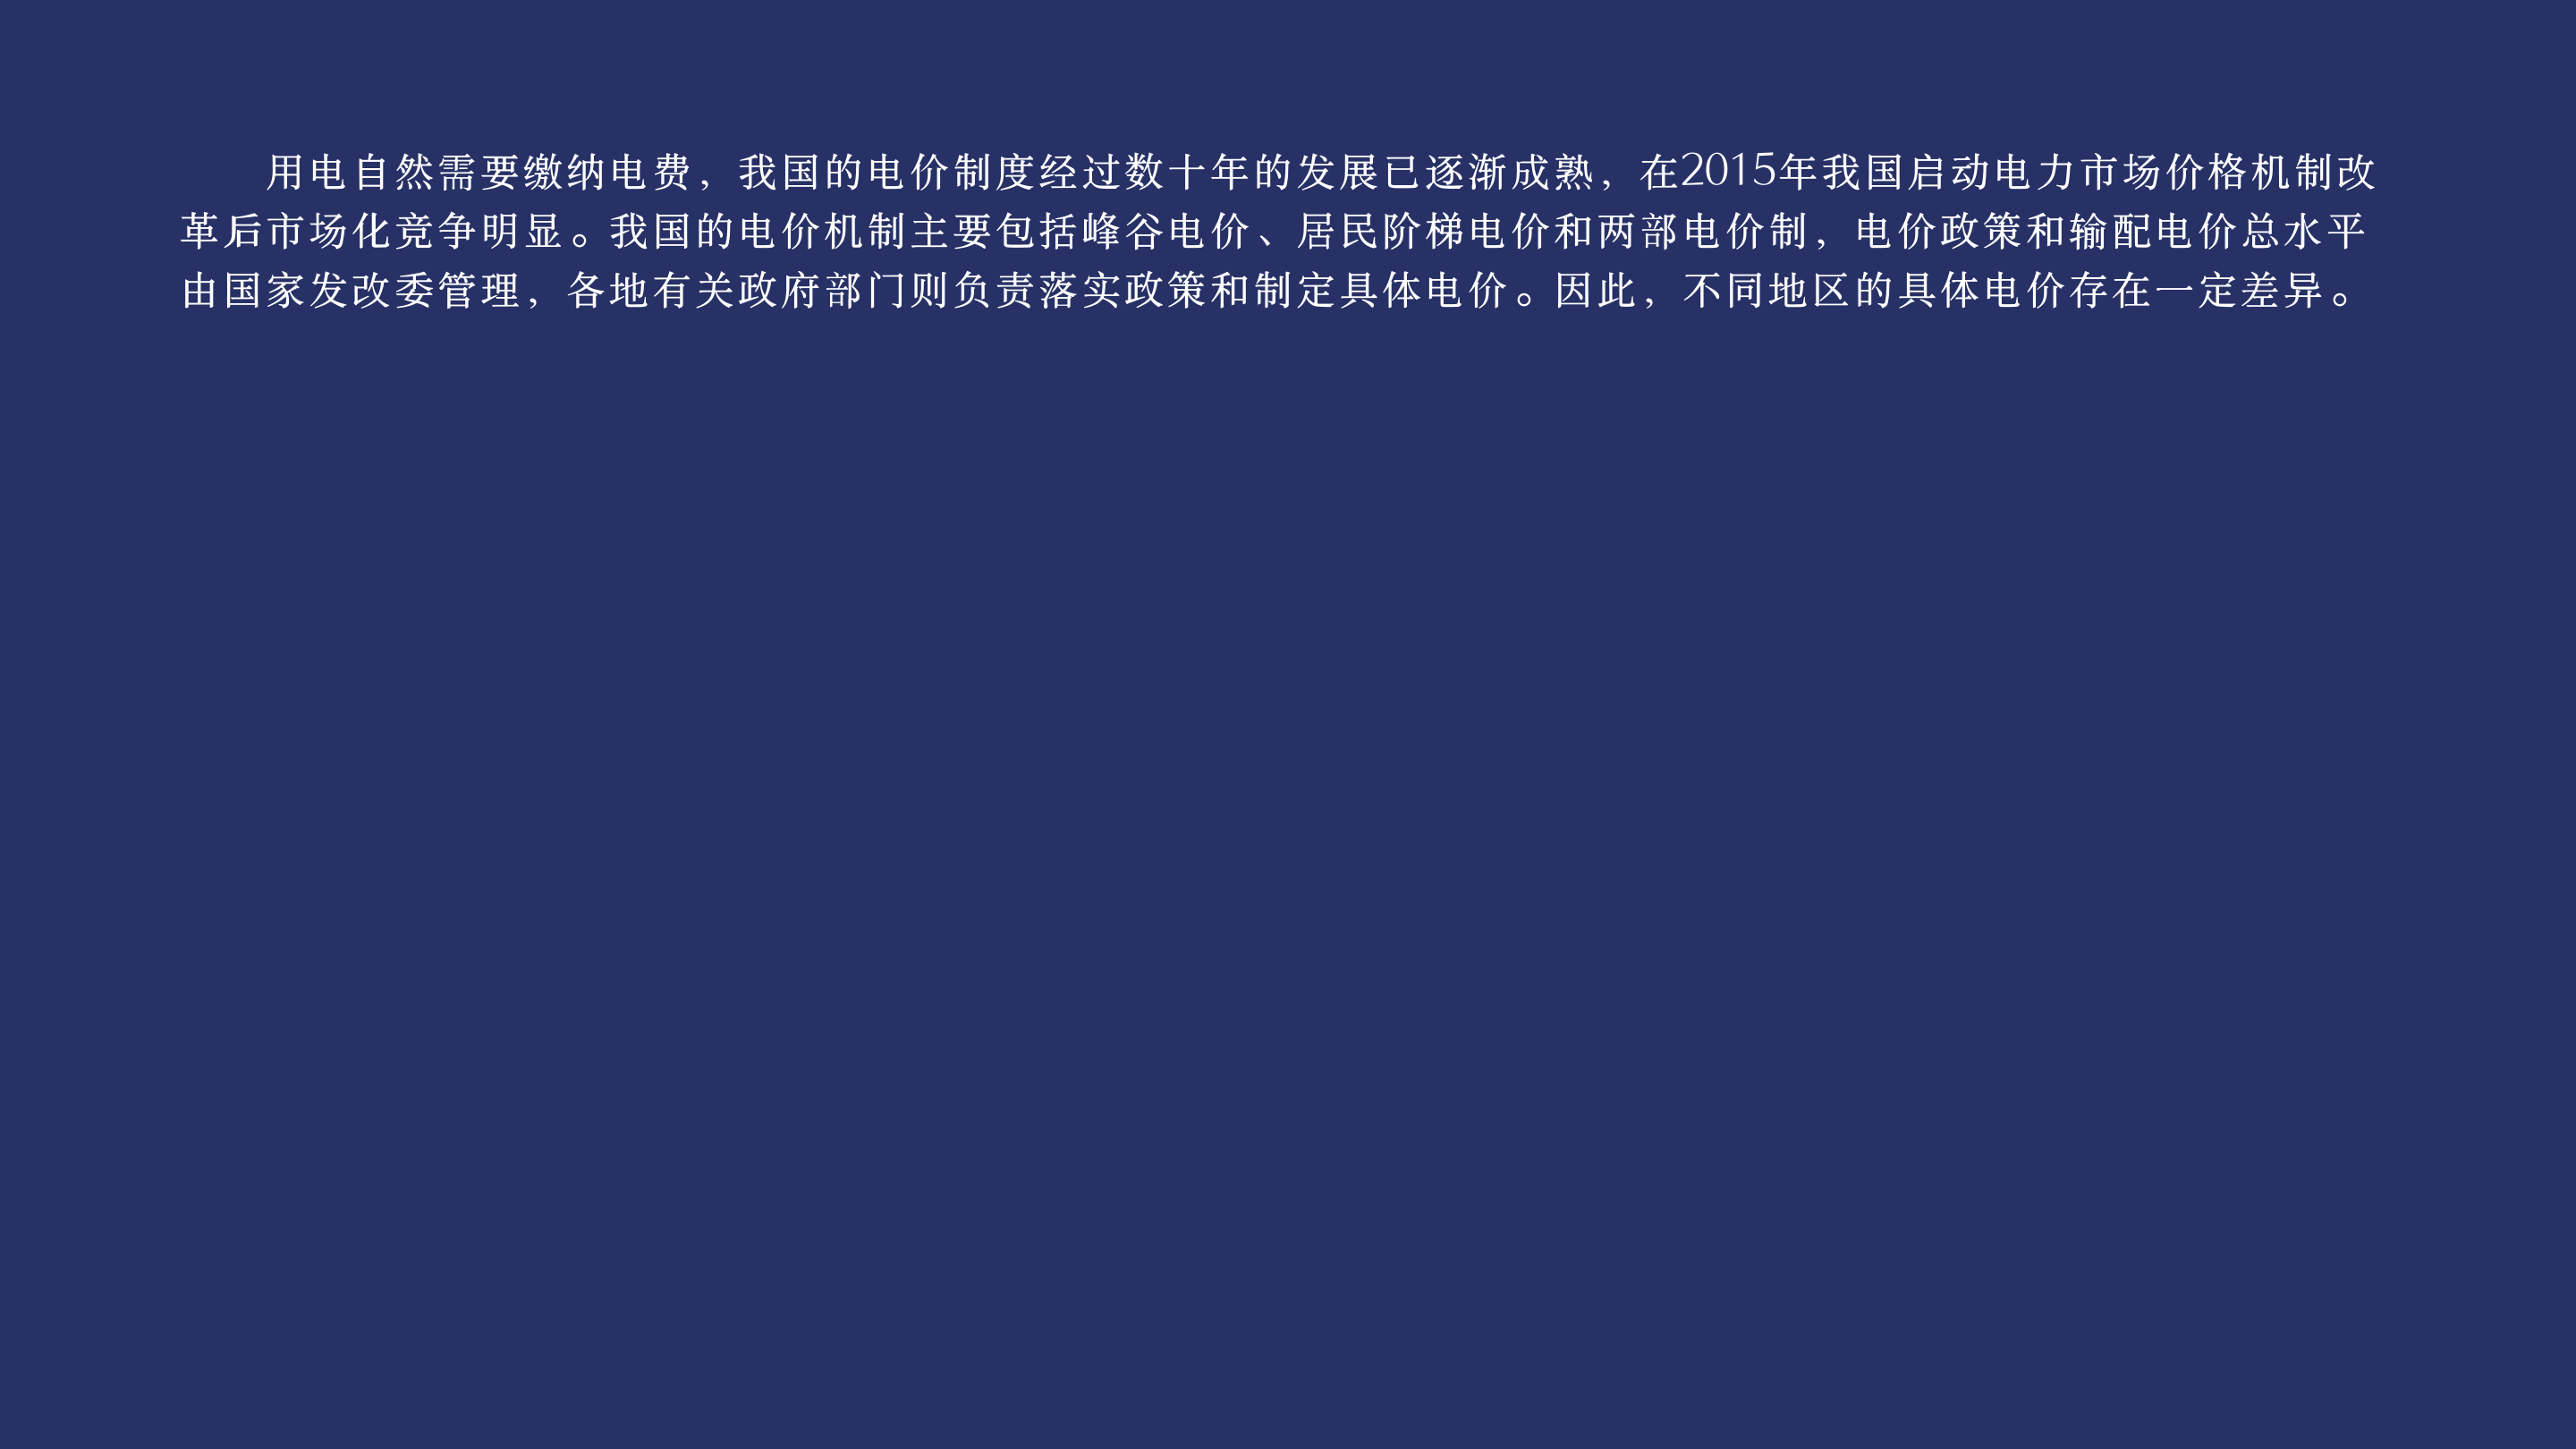 用电自然需要缴纳电费，我国的电价制度经过数十年的发展已逐渐成熟，在2015年我国启动电力市场价格机制改
革后市场化竞争明显。我国的电价机制主要包括峰谷电价、居民阶梯电价和两部电价制，电价政策和输配电价总水平
由国家发改委管理，各地有关政府部门则负责落实政策和制定具体电价。因此，不同地区的具体电价存在一定差异。